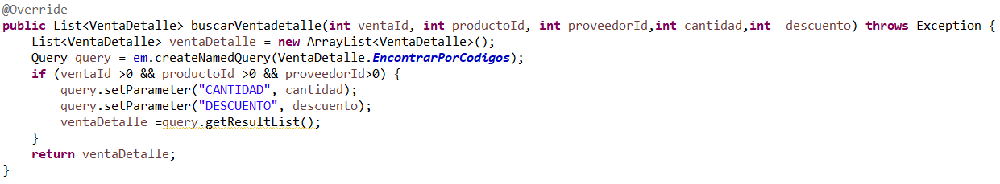 @Override
public List<VentaDetalle> buscarVentadetalle(int ventaId, int productoId, int proveedorId,int cantidad,int  descuento) throws Exception {
    List<VentaDetalle> ventaDetalle = new ArrayList<VentaDetalle>();
    Query query = em.createNamedQuery(VentaDetalle.EncontrarPorCodigos);
    if (ventaId >0 && productoId >0 && proveedorId>0) {
        query.setParameter("CANTIDAD", cantidad);
        query.setParameter("DESCUENTO", descuento);
        ventaDetalle =query.getResultList();
    }
    return ventaDetalle;
}